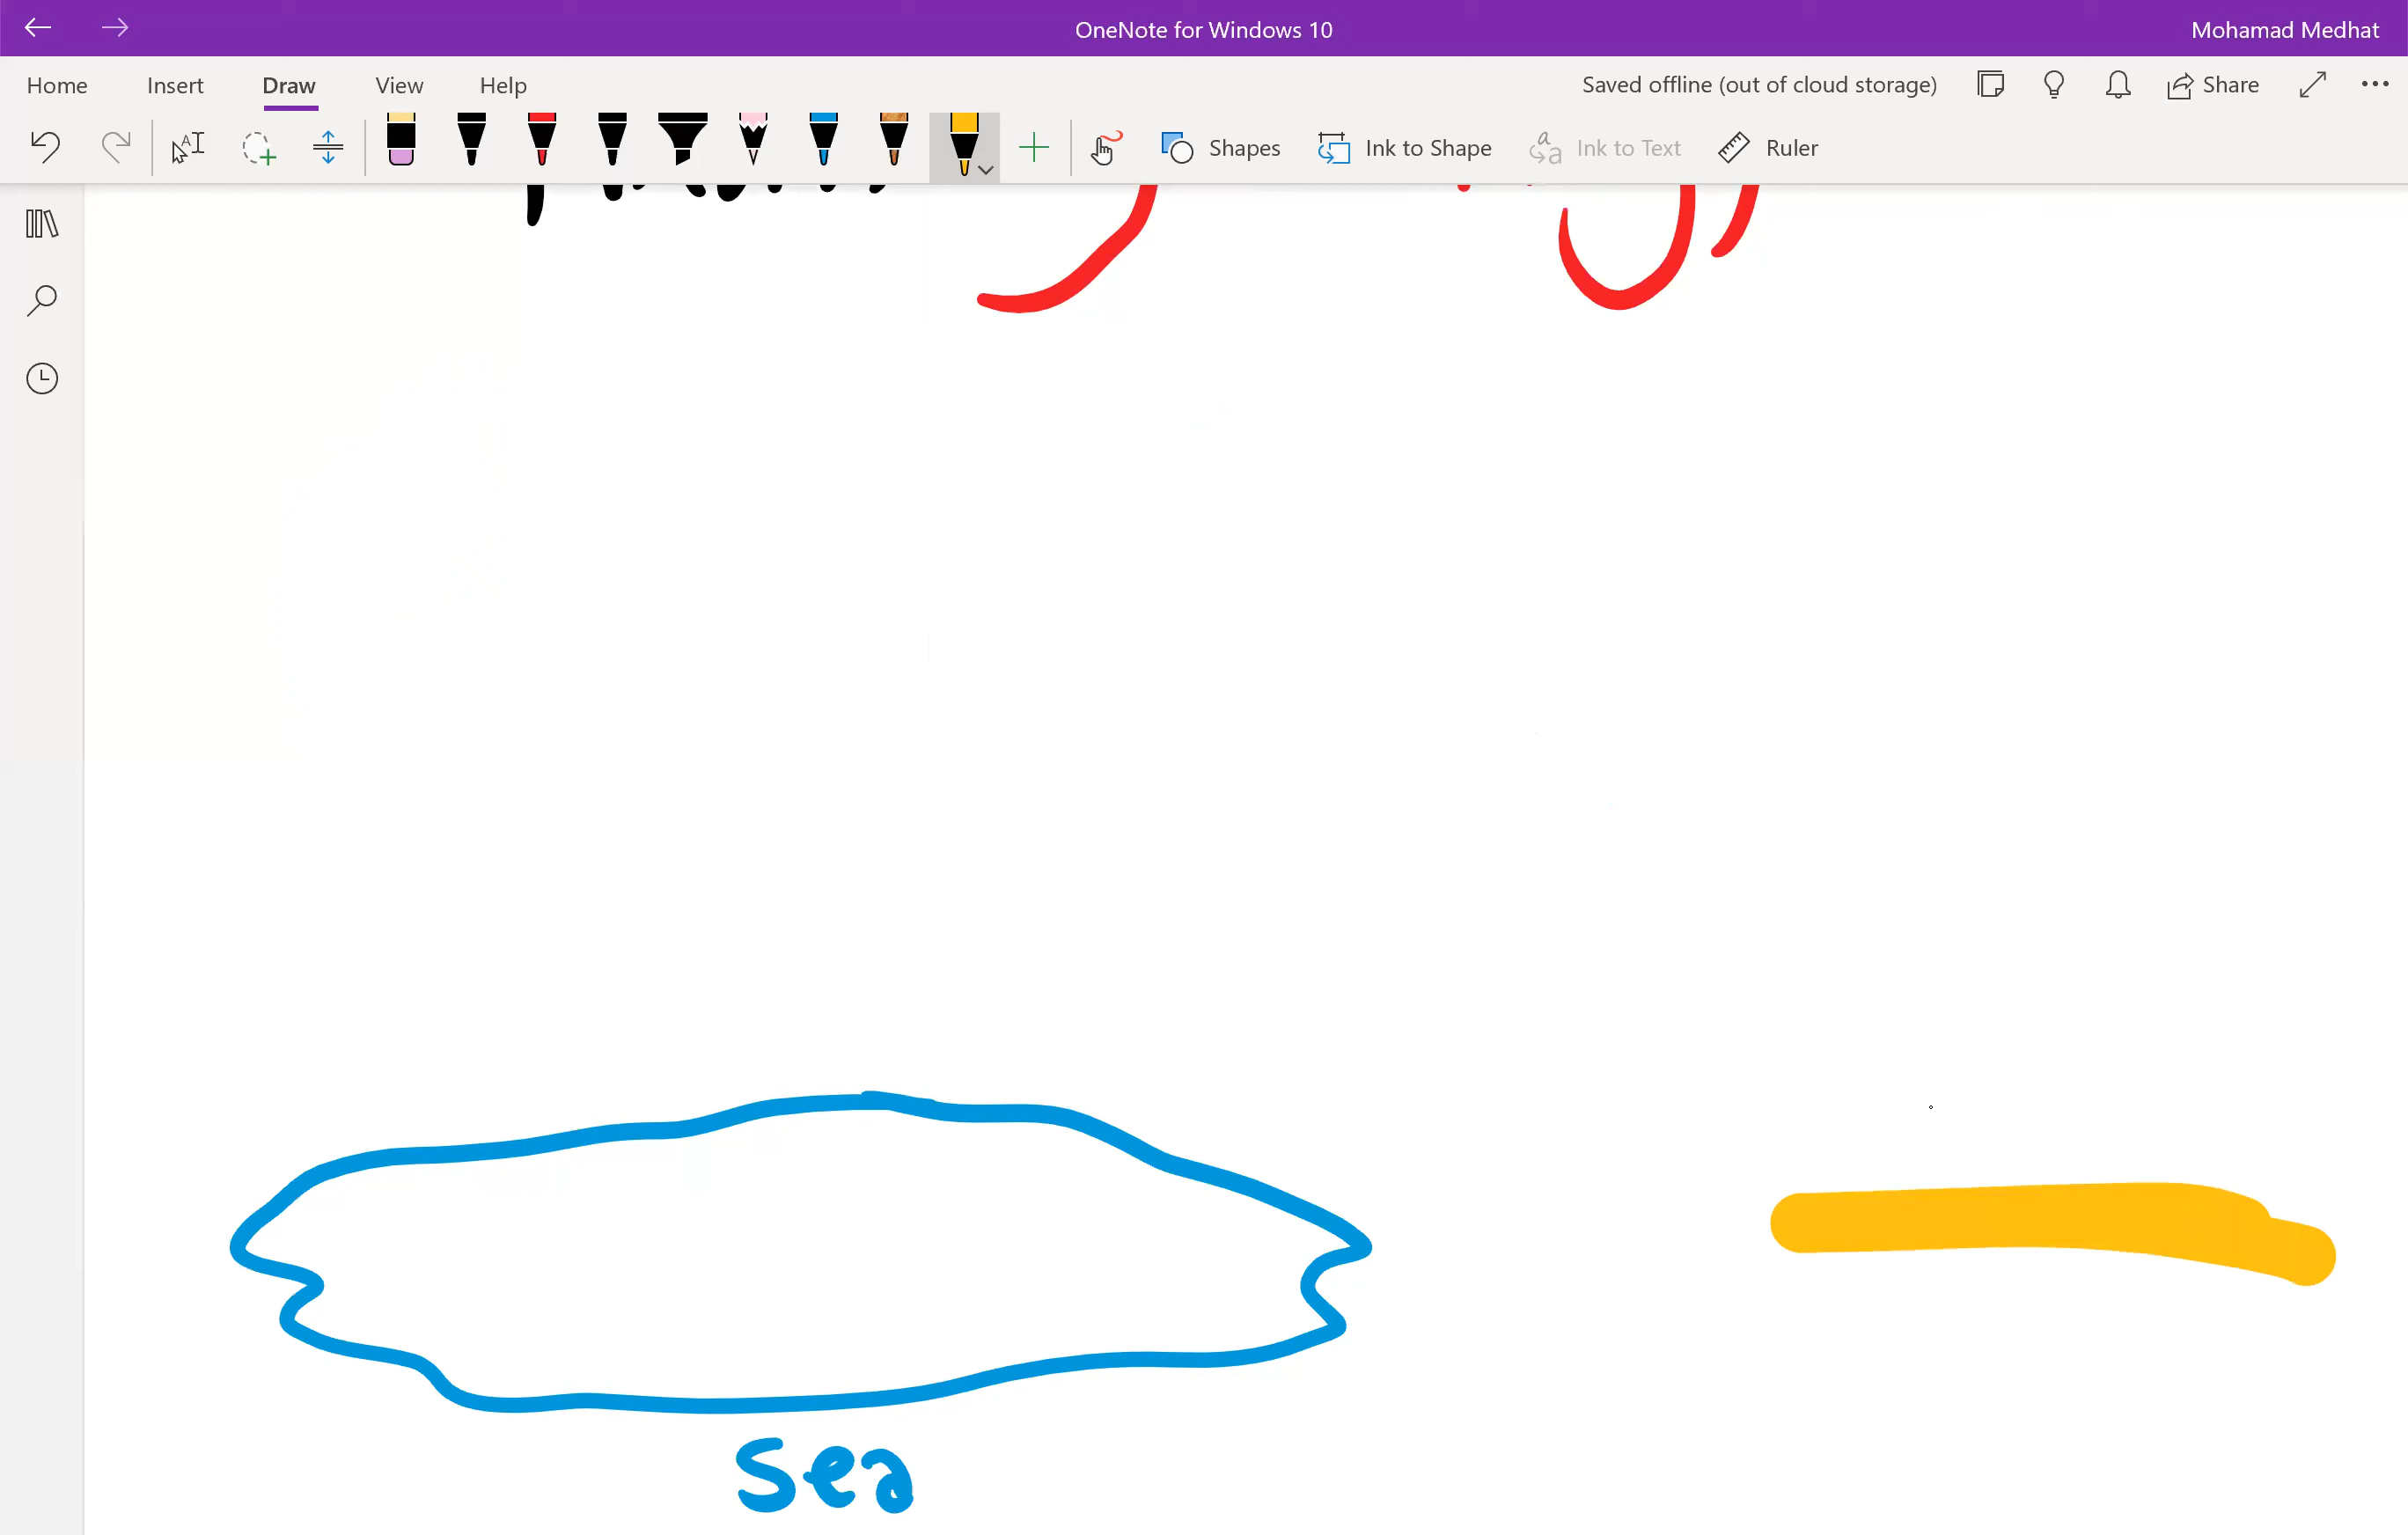 OneNote for Windows 10
Mohamad Medhat
Home Insert Draw View Help
Saved offline (out of cloud storage) Share
Shapes Ink to Shape Ink to Text Ruler
sea